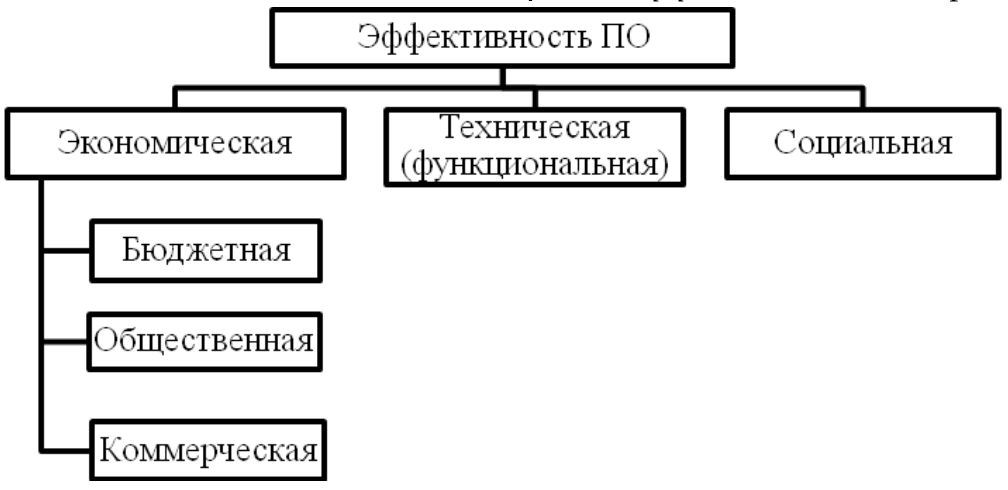 Эффективность ПО
Экономическая
Техническая
(функциональная)
Социальная
Бюджетная
Общественная
Коммерческая